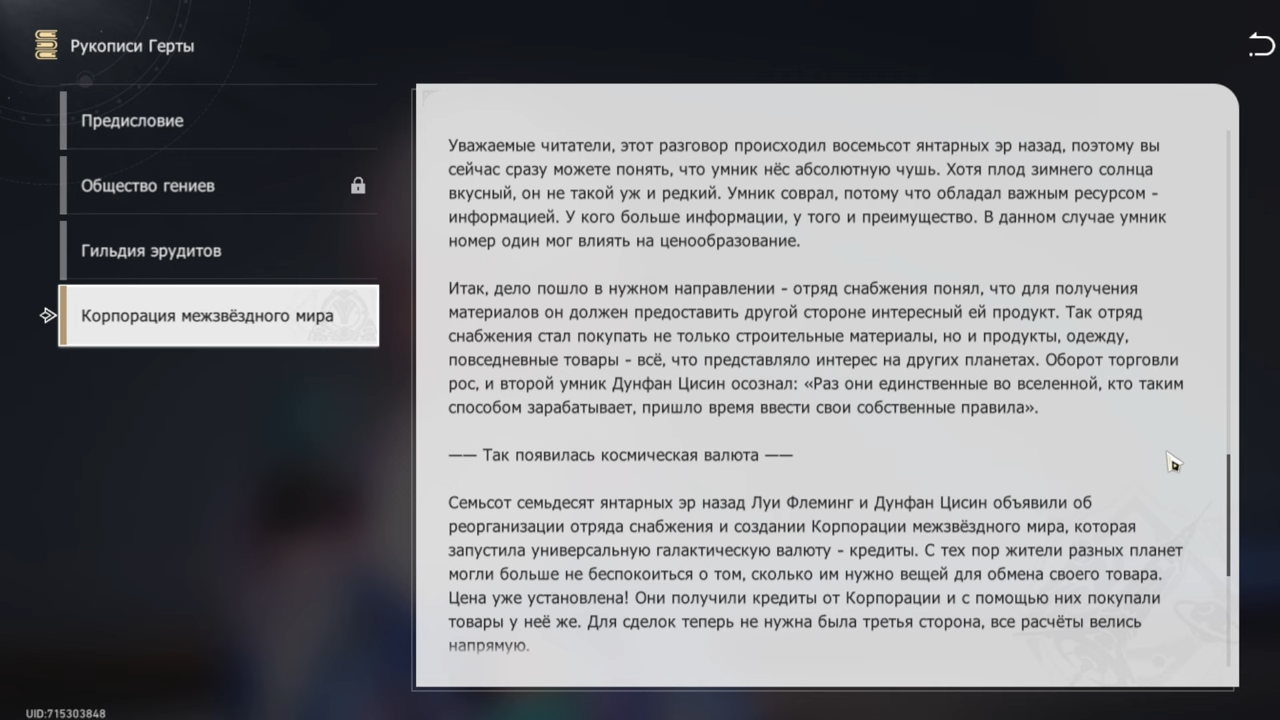 Рукописи Герты
Предисловие
Общество гениев
Гильдия эрудитов
Корпорация межзвёздного мира
Уважаемые читатели, этот разговор происходил восемьсот янтарных эр назад, поэтому вы
сейчас сразу можете понять, что умник нёс абсолютную чушь. Хотя плод зимнего солнца
вкусный, он не такой уж и редкий. Умник соврал, потому что обладал важным ресурсом -
информацией. У кого больше информации, у того и преимущество. В данном случае умник
номер один мог влиять на ценообразование.
Итак, дело пошло в нужном направлении - отряд снабжения понял, что для получения
материалов он должен предоставить другой стороне интересный ей продукт. Так отряд
снабжения стал покупать не только строительные материалы, но и продукты, одежду,
повседневные товары - всё, что представляло интерес на других планетах. Оборот торговли
рос, и второй умник Дунфан Цисин осознал: «Раз они единственные во вселенной, кто таким
способом зарабатывает, пришло время ввести свои собственные правила».
—— Так появилась космическая валюта ——
Семьсот семьдесят янтарных эр назад Луи Флеминг и Дунфан Цисин объявили об
реорганизации отряда снабжения и создании Корпорации межзвёздного мира, которая
запустила универсальную галактическую валюту - кредиты. С тех пор жители разных планет
могли больше не беспокоиться о том, сколько им нужно вещей для обмена своего товара.
Цена уже установлена! Они получили кредиты от Корпорации и с помощью них покупали
товары у неё же. Для сделок теперь не нужна была третья сторона, все расчёты велись
напрямую.
UID:715303848